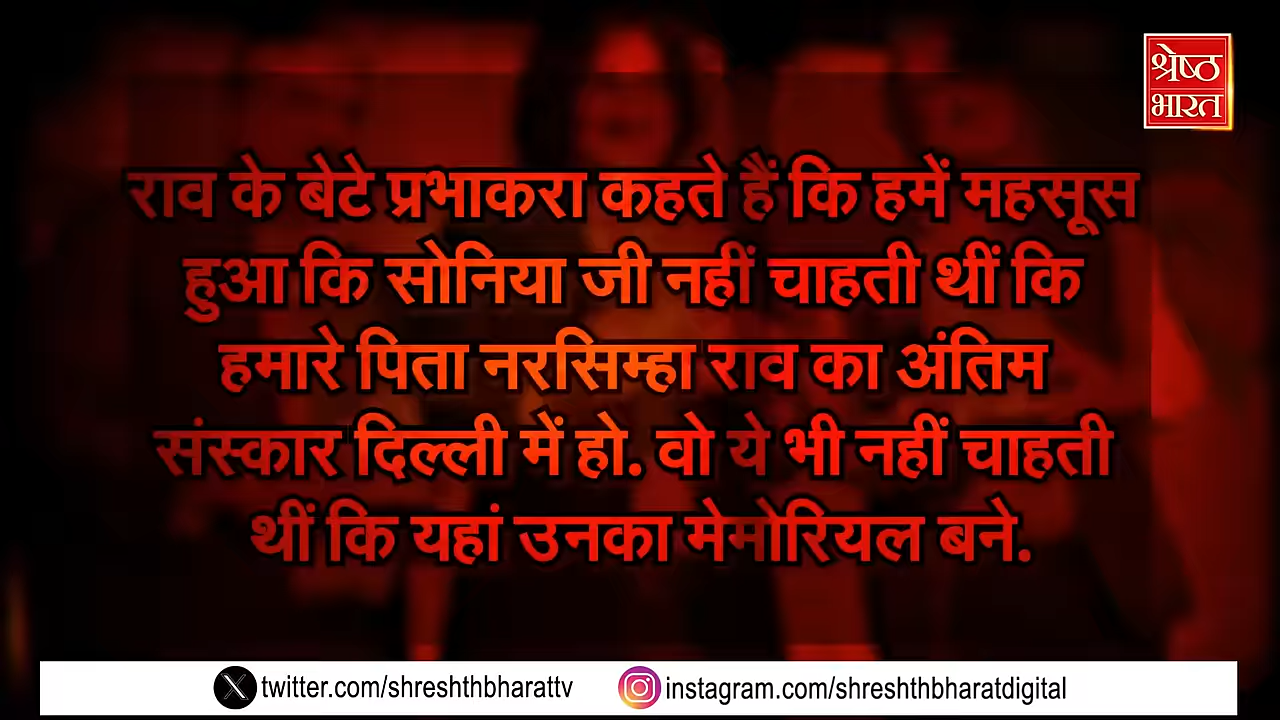 श्रेष्ठ
भारत
राव के बेटे प्रभाकरा कहते हैं कि हमें महसूस
हुआ कि सोनिया जी नहीं चाहती थीं कि
हमारे पिता नरसिम्हा राव का अंतिम
संस्कार दिल्ली में हो. वो ये भी नहीं चाहती
थीं कि यहां उनका मेमोरियल बने.
twitter.com/shreshthbharattv instagram.com/shreshthbharatdigital